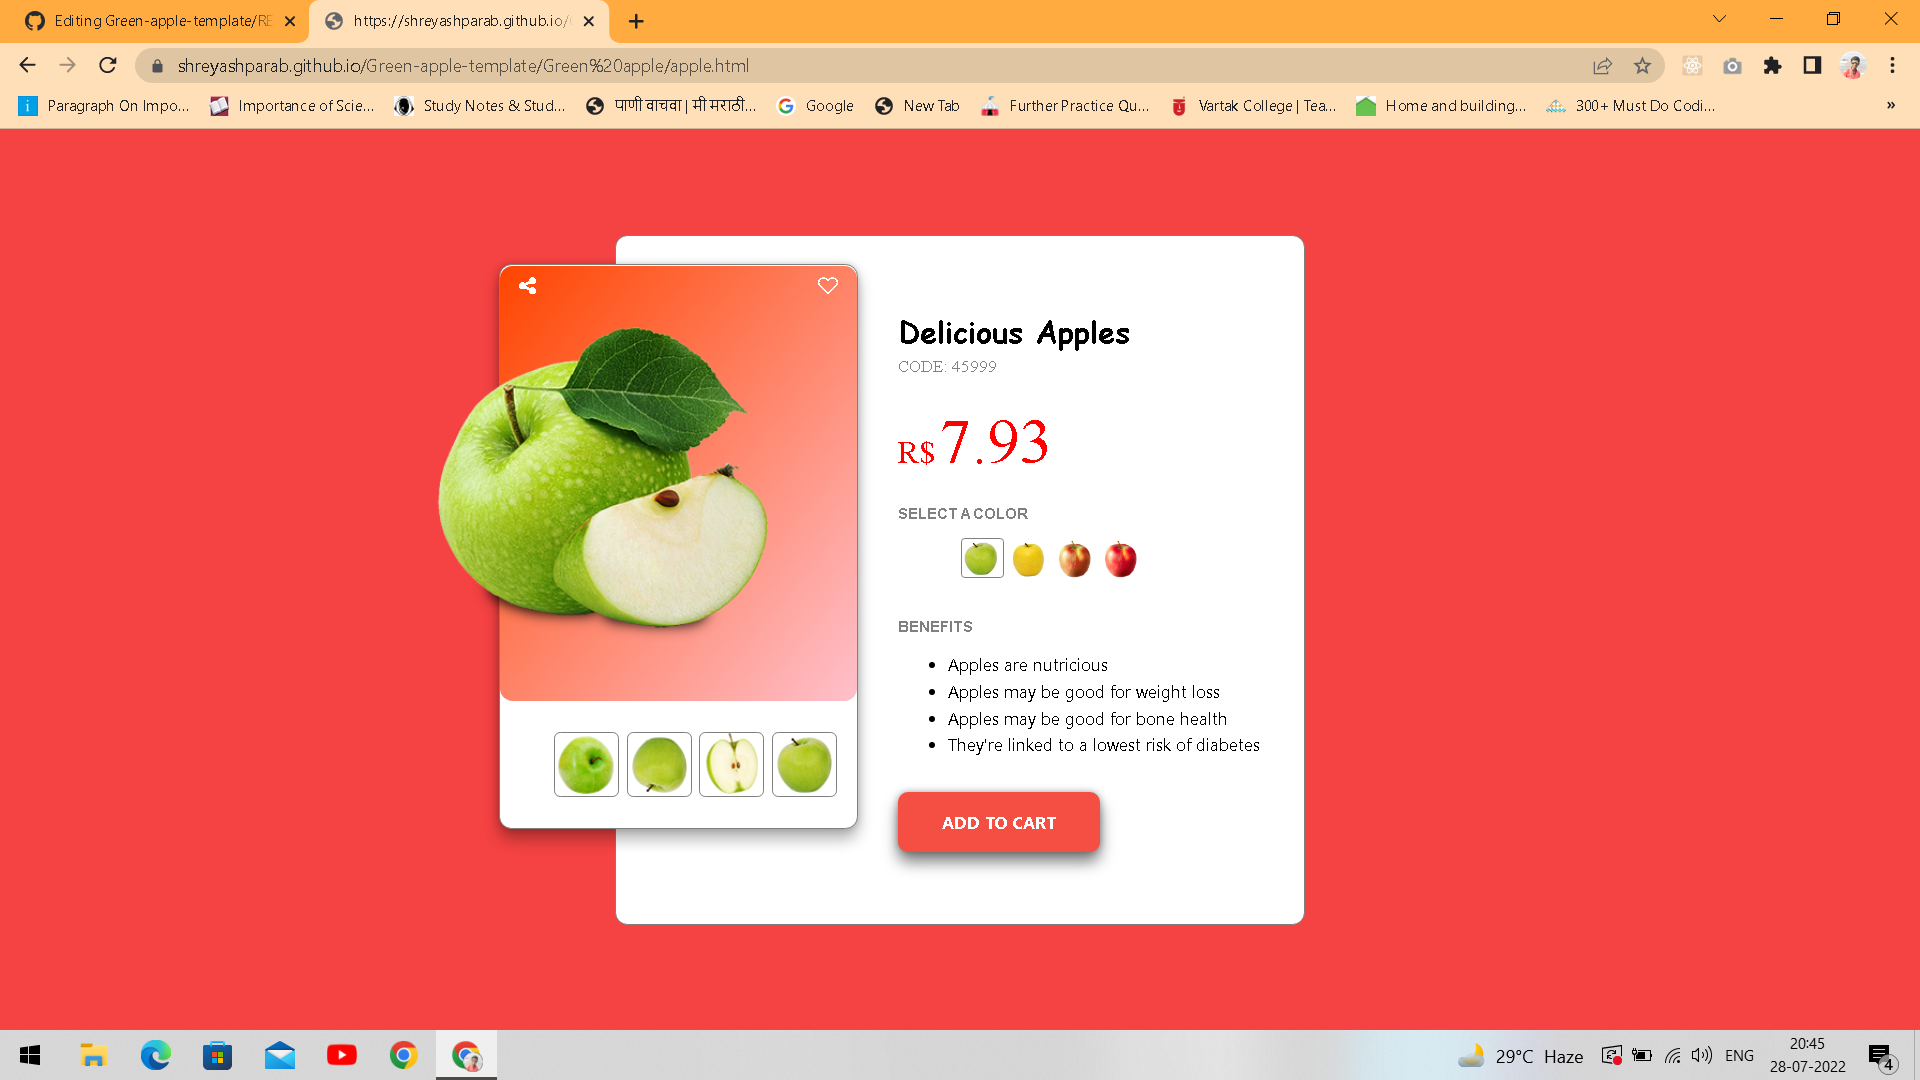 Editing Green-apple-template/RE
https://shreyashparab.github.io/
shreyashparab.github.io/Green-apple-template/Green%20apple/apple.html
Paragraph On Impo...
Importance of Scie...
Study Notes & Stud...
पाणी वाचवा | मी मराठी...
Google
New Tab
Further Practice Qu...
Vartak College | Tea...
Home and building...
300+ Must Do Codi...
»
Delicious Apples
CODE: 45999
R$ 7.93
SELECT A COLOR
BENEFITS
Apples are nutricious
Apples may be good for weight loss
Apples may be good for bone health
They're linked to a lowest risk of diabetes
ADD TO CART
29°C Haze
ENG
20:45
28-07-2022
4